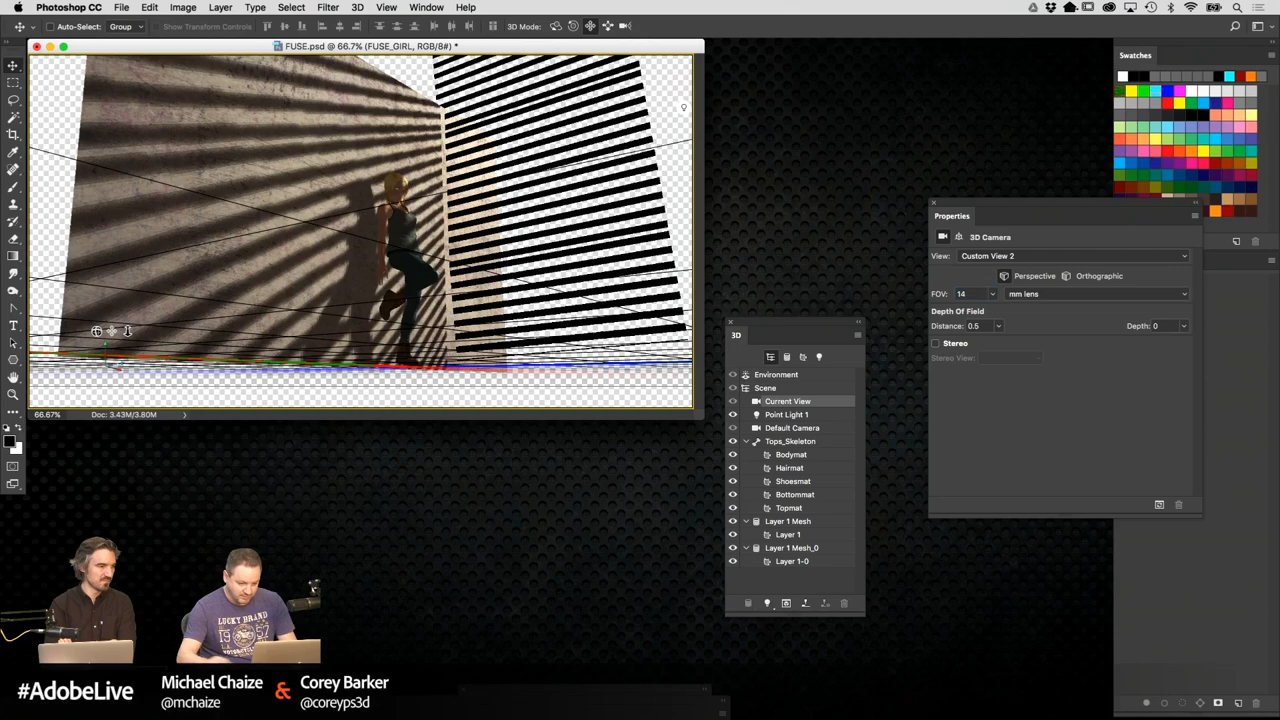 Photoshop CC File Edit Image Layer Type Select Filter 3D View Window Help
Auto-Select: Group Show Transform Controls 3D Mode:
FUSE.psd @ 66.7% (FUSE_GIRL, RGB/8#) *
Swatches
Properties
3D Camera
View: Custom View 2
Perspective Orthographic
FOV: 14 mm lens
Depth Of Field
Distance: 0.5 Depth: 0
Stereo
Stereo View:
3D
Environment
Scene
Current View
Point Light 1
Default Camera
Tops_Skeleton
Bodymat
Hairmat
Shoesmat
Bottommat
Topmat
Layer 1 Mesh
Layer 1
Layer 1 Mesh_0
Layer 1-0
66.67% Doc: 3.43M/3.80M
LUCKY BRAND
#AdobeLive
Michael Chaize
@mchaize
&
Corey Barker
@coreyps3d